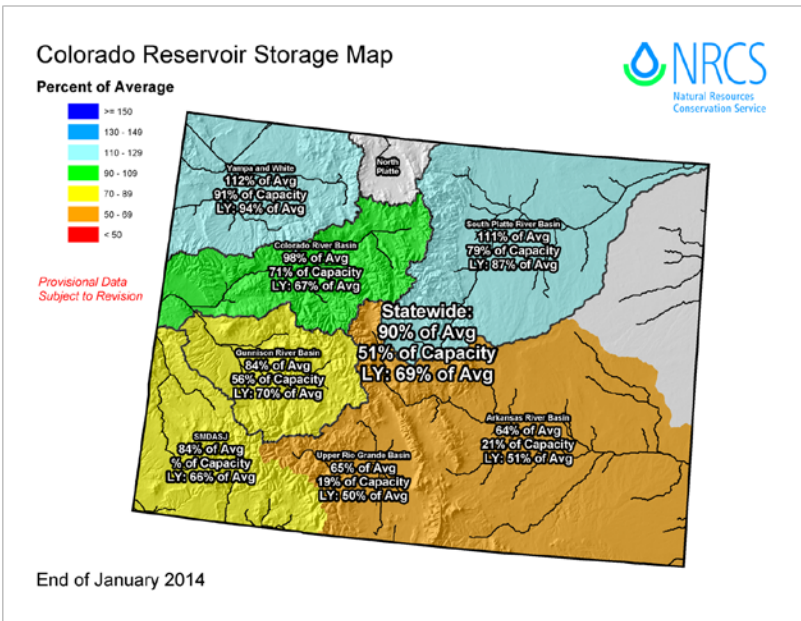 Colorado Reservoir Storage Map
Percent of Average
>= 150
130 - 149
110 - 129
90 - 109
70 - 89
50 - 69
< 50
Provisional Data
Subject to Revision
NRCS
Natural Resources
Conservation Service
Yampa and White
112% of Avg
91% of Capacity
LY: 94% of Avg
North
Platte
South Platte River Basin
111% of Avg
79% of Capacity
LY: 87% of Avg
Colorado River Basin
98% of Avg
71% of Capacity
LY: 67% of Avg
Statewide:
90% of Avg
51% of Capacity
LY: 69% of Avg
Gunnison River Basin
84% of Avg
56% of Capacity
LY: 70% of Avg
Arkansas River Basin
64% of Avg
21% of Capacity
LY: 51% of Avg
SMDASJ
84% of Avg
% of Capacity
LY: 66% of Avg
Upper Rio Grande Basin
65% of Avg
19% of Capacity
LY: 50% of Avg
End of January 2014